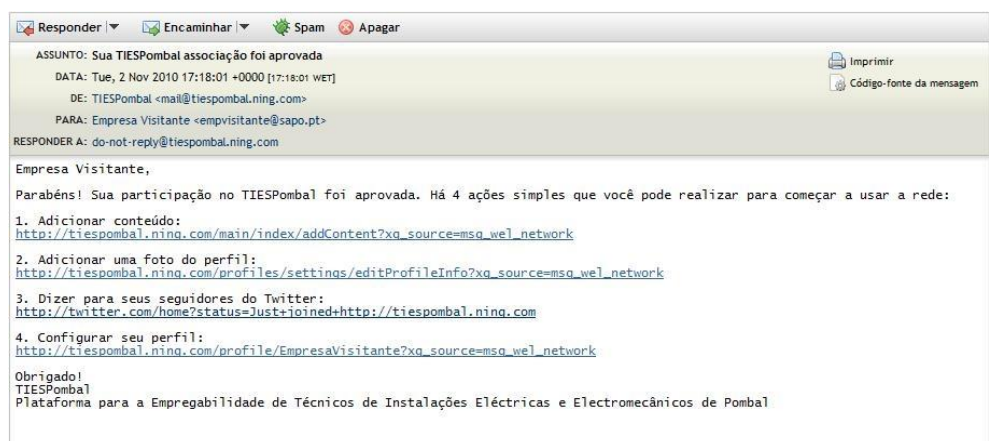 Responder Encaminhar Spam Apagar
ASSUNTO: Sua TIESPombal associação foi aprovada
Imprimir
DATA: Tue, 2 Nov 2010 17:18:01 +0000 [17:18:01 WET]
Código-fonte da mensagem
DE: TIESPombal <mail@tiespombal.ning.com>
PARA: Empresa Visitante <empvisitante@sapo.pt>
RESPONDER A: do-not-reply@tiespombal.ning.com
Empresa Visitante,
Parabéns! Sua participação no TIESPombal foi aprovada. Há 4 ações simples que você pode realizar para começar a usar a rede:
1. Adicionar conteúdo:
http://tiespombal.ning.com/main/index/addContent?xg_source=msg_wel_network
2. Adicionar uma foto do perfil:
http://tiespombal.ning.com/profiles/settings/editProfileInfo?xg_source=msg_wel_network
3. Dizer para seus seguidores do Twitter:
http://twitter.com/home?status=Just+joined+http://tiespombal.ning.com
4. Configurar seu perfil:
http://tiespombal.ning.com/profile/EmpresaVisitante?xg_source=msg_wel_network
Obrigado!
TIESPombal
Plataforma para a Empregabilidade de Técnicos de Instalações Eléctricas e Electromecânicos de Pombal